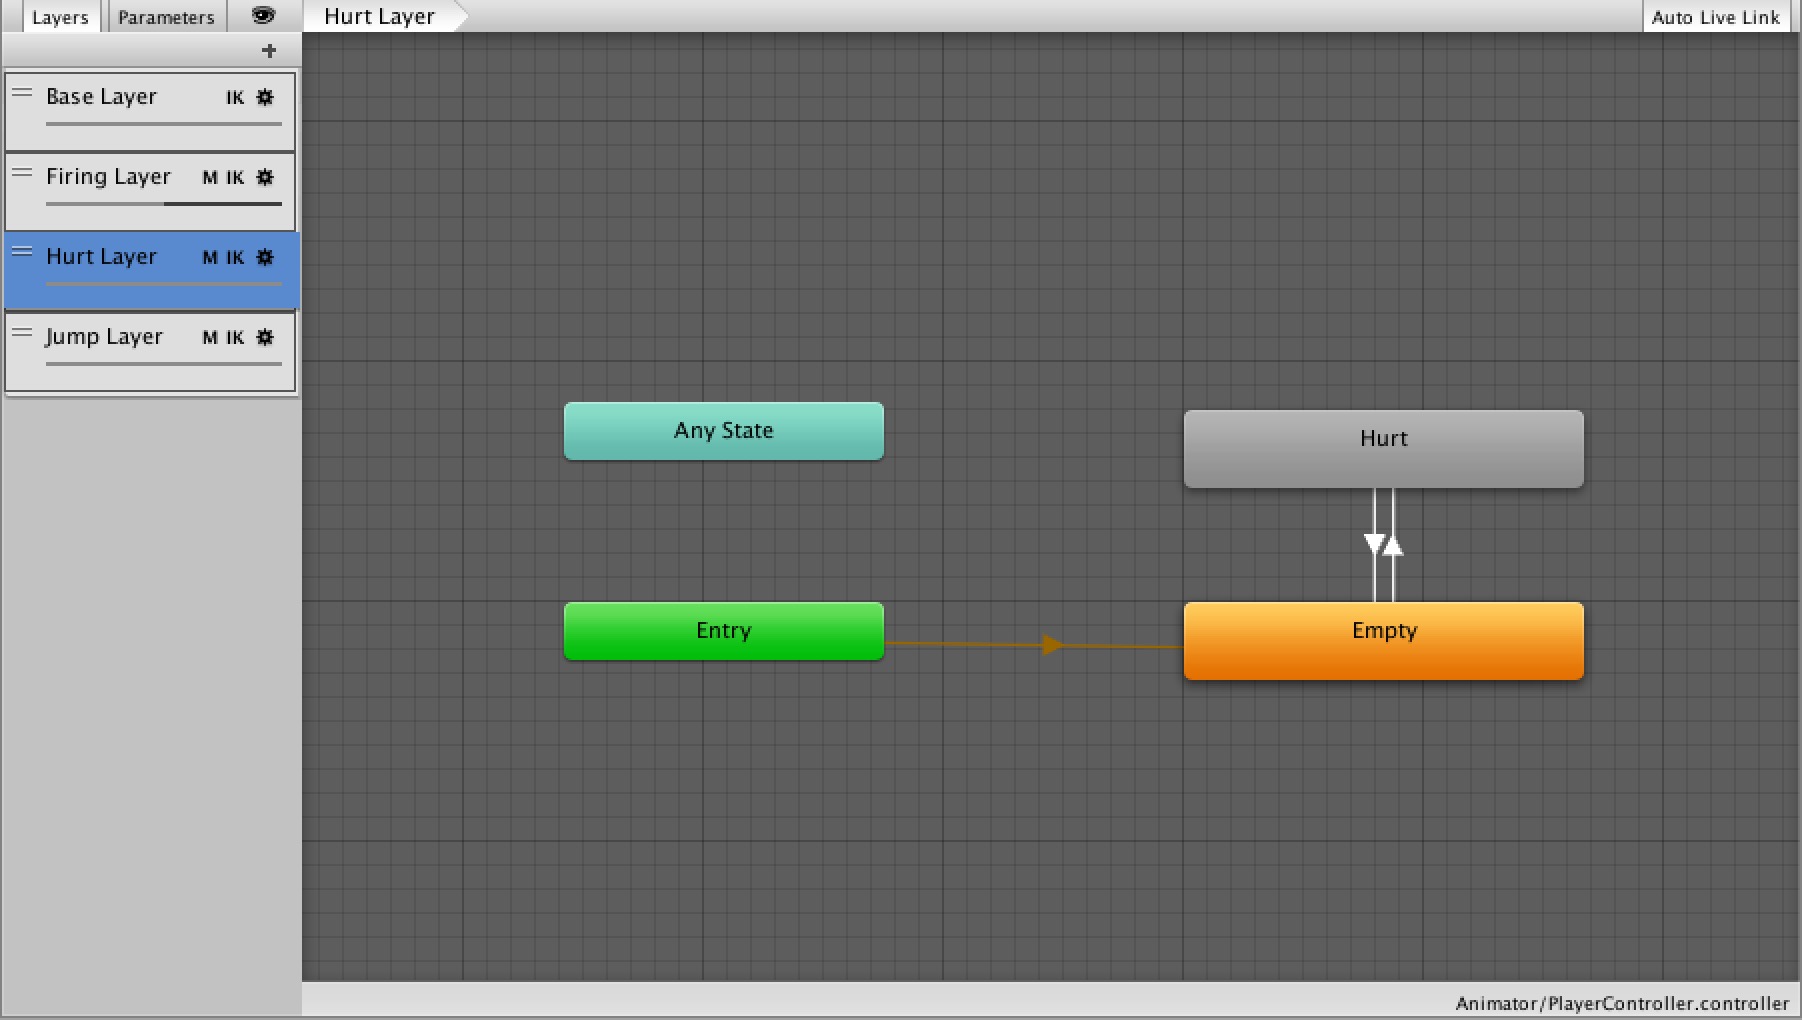 Layers
Parameters
Hurt Layer
Auto Live Link
+
Base Layer IK
Firing Layer M IK
Hurt Layer M IK
Jump Layer M IK
Any State
Hurt
Entry
Empty
Animator/PlayerController.controller